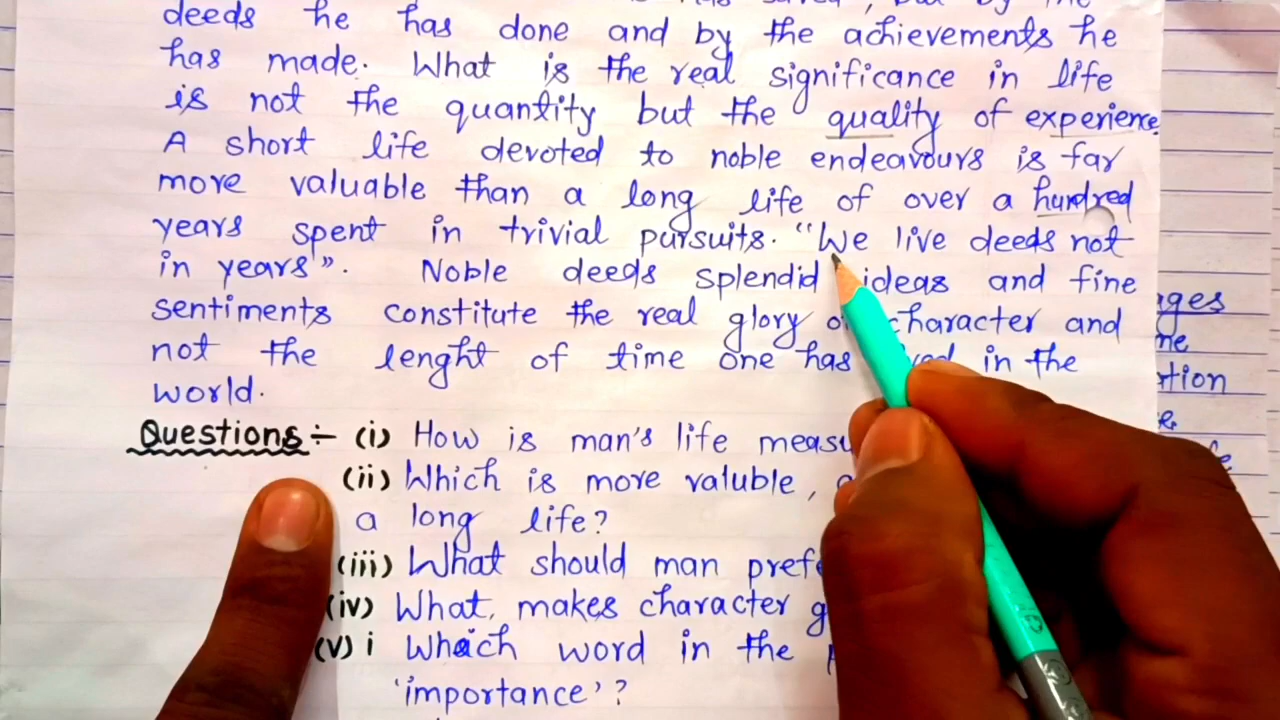 deeds he has done and by the achievements he
has made. What is the real significance in life
is not the quantity but the quality of experience
A short life devoted to noble endeavours is far
more valuable than a long life of over a hundred
years spent in trivial pursuits. "We live deeds not
in years". Noble deeds splendid ideas and fine
sentiments constitute the real glory character and
not the lenght of time one has in the
world.
Questions :- (i) How is man's life
(ii) Which is more valuble,
a long life?
(iii) What should man
(iv) What, makes character
(v) i Which word in the
'importance' ?